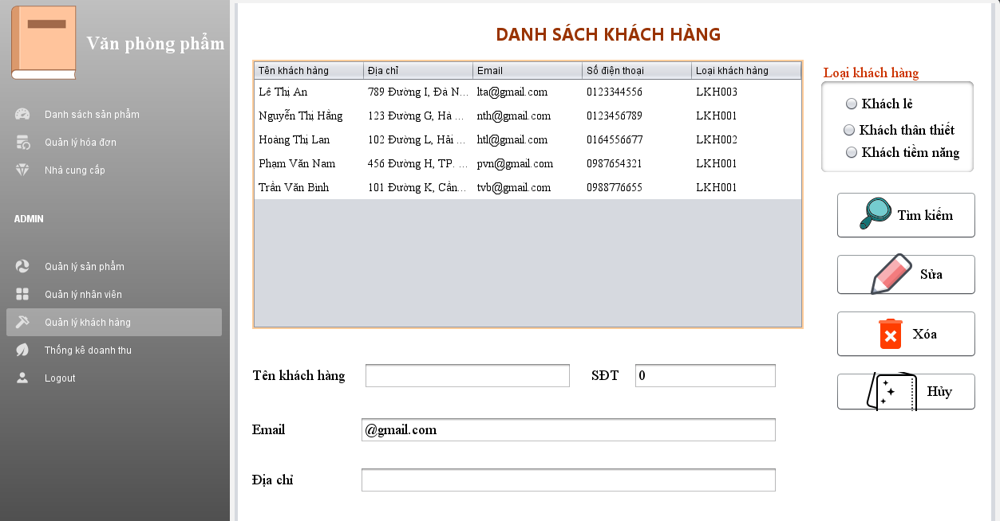 Văn phòng phẩm
Danh sách sản phẩm
Quản lý hóa đơn
Nhà cung cấp
ADMIN
Quản lý sản phẩm
Quản lý nhân viên
Quản lý khách hàng
Thống kê doanh thu
Logout
DANH SÁCH KHÁCH HÀNG
Tên khách hàng Địa chỉ Email Số điện thoại Loại khách hàng
Lê Thị An 789 Đường I, Đà N... lta@gmail.com 0123344556 LKH003
Nguyễn Thị Hằng 123 Đường G, Hà ... nth@gmail.com 0123456789 LKH001
Hoàng Thị Lan 102 Đường L, Hải ... htl@gmail.com 0164556677 LKH002
Phạm Văn Nam 456 Đường H, TP. ... pvn@gmail.com 0987654321 LKH001
Trần Văn Bình 101 Đường K, Cần... tvb@gmail.com 0988776655 LKH001
Loại khách hàng
Khách lẻ
Khách thân thiết
Khách tiềm năng
Tìm kiếm
Sửa
Xóa
Hủy
Tên khách hàng SĐT 0
Email @gmail.com
Địa chỉ